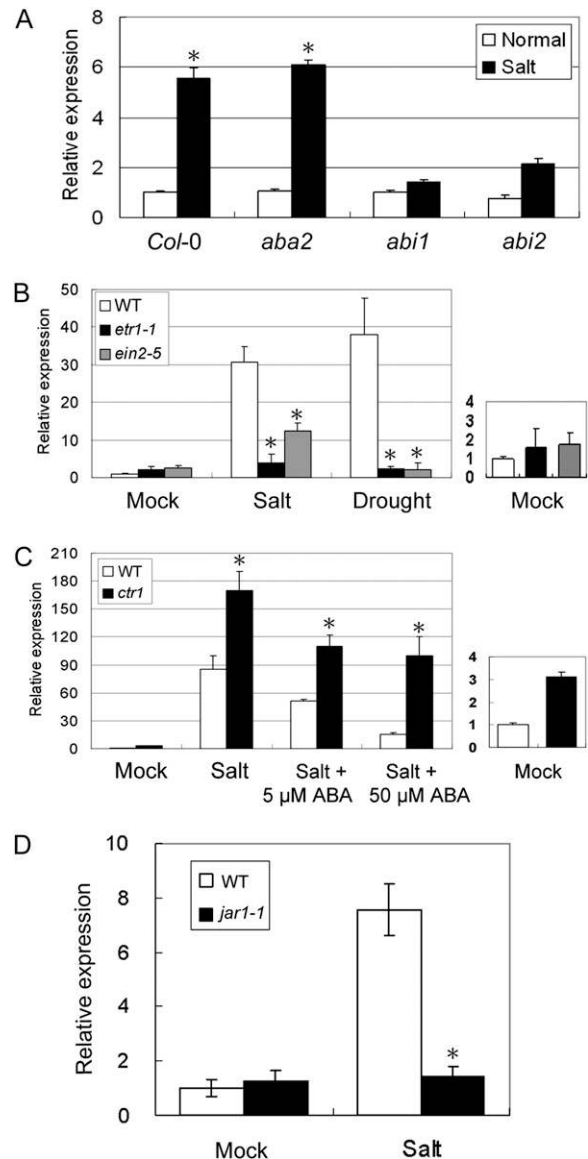 A
Relative expression
8
6
4
2
0
* *
Normal
Salt
Col-0 aba2 abi1 abi2
B
Relative expression
50
40
30
20
10
0
WT
etr1-1
ein2-5
* * * *
Mock Salt Drought
4
3
2
1
0
Mock
C
Relative expression
210
180
150
120
90
60
30
0
WT
ctr1
* * *
Mock Salt Salt + Salt +
5 µM ABA 50 µM ABA
4
3
2
1
0
Mock
D
Relative expression
10
8
6
4
2
0
WT
jar1-1
*
Mock Salt